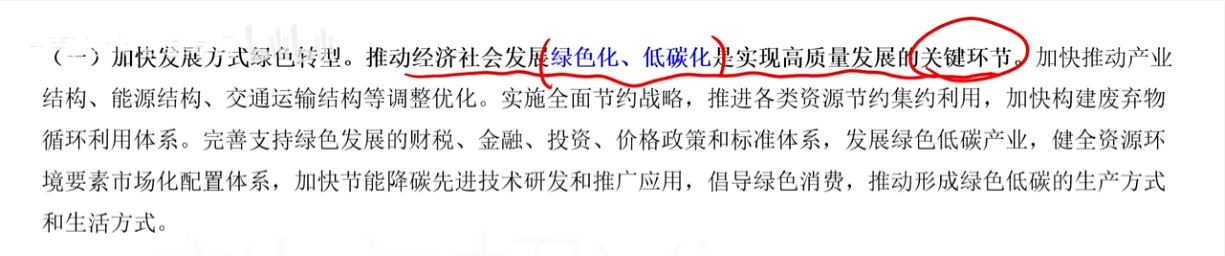 （一）加快发展方式绿色转型。推动经济社会发展绿色化、低碳化是实现高质量发展的关键环节。加快推动产业
结构、能源结构、交通运输结构等调整优化。实施全面节约战略，推进各类资源节约集约利用，加快构建废弃物
循环利用体系。完善支持绿色发展的财税、金融、投资、价格政策和标准体系，发展绿色低碳产业，健全资源环
境要素市场化配置体系，加快节能降碳先进技术研发和推广应用，倡导绿色消费，推动形成绿色低碳的生产方式
和生活方式。